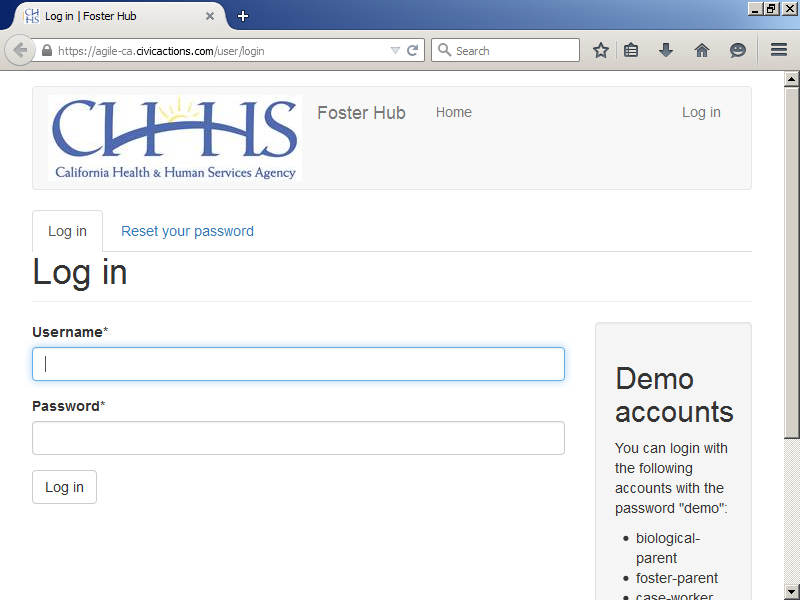 Log in | Foster Hub
https://agile-ca.civicactions.com/user/login
Search
CHHS
California Health & Human Services Agency
Foster Hub
Home
Log in
Log in
Reset your password
Log in
Username*
Password*
Log in
Demo
accounts
You can login with
the following
accounts with the
password "demo":
biological-
parent
foster-parent
case-worker